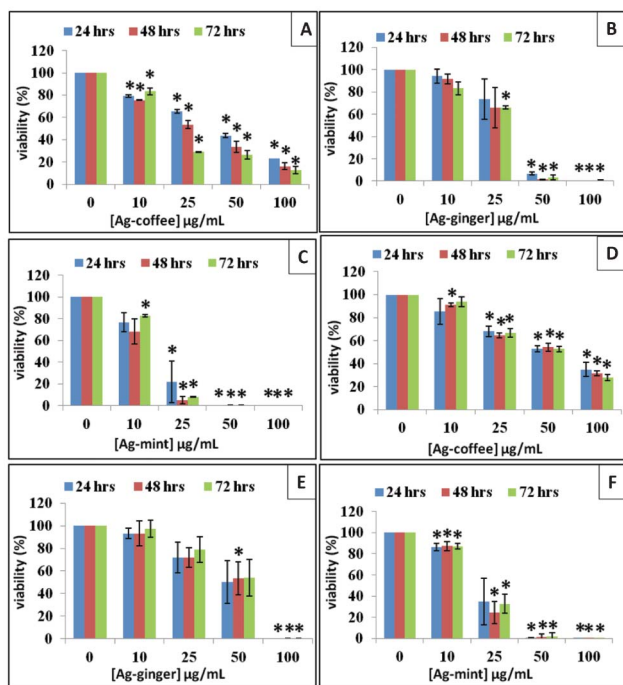 24 hrs 48 hrs 72 hrs A
viability (%)
120
100
80
60
40
20
0
* * * * * * * * * * * *
0 10 25 50 100
[Ag-coffee] µg/mL
24 hrs 48 hrs 72 hrs B
viability (%)
120
100
80
60
40
20
0
* * ** ***
0 10 25 50 100
[Ag-ginger] µg/mL
24 hrs 48 hrs 72 hrs C
viability (%)
120
100
80
60
40
20
0
* * ** *** ***
0 10 25 50 100
[Ag-mint] µg/mL
24 hrs 48 hrs 72 hrs D
viability (%)
120
100
80
60
40
20
0
* * * * * * * * * *
0 10 25 50 100
[Ag-coffee] µg/mL
E 24 hrs 48 hrs 72 hrs
viability (%)
120
100
80
60
40
20
0
* ***
0 10 25 50 100
[Ag-ginger] µg/mL
24 hrs 48 hrs 72 hrs F
viability (%)
120
100
80
60
40
20
0
*** * * * ** ***
0 10 25 50 100
[Ag-mint] µg/mL